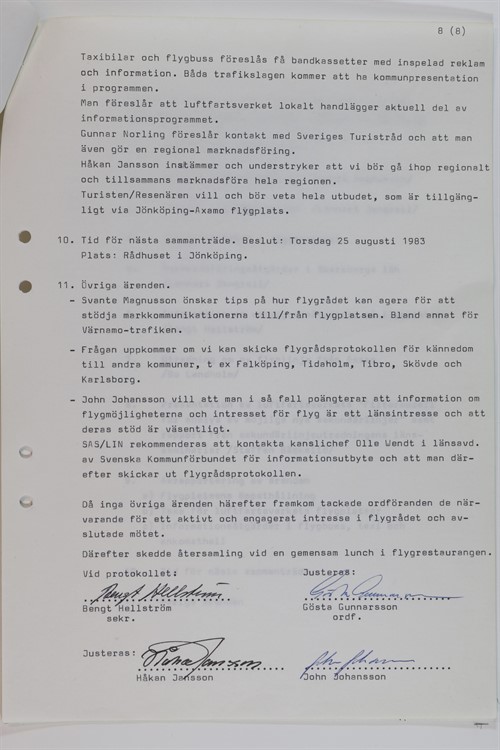 8 (8)
Taxibilar och flygbuss föreslås få bandkassetter med inspelad reklam
och information. Båda trafikslagen kommer att ha kommunpresentation
i programmen.
Man föreslår att luftfartsverket lokalt handlägger aktuell del av
informationsprogrammet.
Gunnar Norling föreslår kontakt med Sveriges Turistråd och att man
även gör en regional marknadsföring.
Håkan Jansson instämmer och understryker att vi bör gå ihop regionalt
och tillsammans marknadsföra hela regionen.
Turisten/Resenären vill och bör veta hela utbudet, som är tillgäng-
ligt via Jönköping-Axamo flygplats.
10. Tid för nästa sammanträde. Beslut: Torsdag 25 augusti 1983
Plats: Rådhuset i Jönköping.
11. Övriga ärenden.
- Svante Magnusson önskar tips på hur flygrådet kan agera för att
stödja markkommunikationerna till/från flygplatsen. Bland annat för
Värnamo-trafiken.
- Frågan uppkommer om vi kan skicka flygrådsprotokollen för kännedom
till andra kommuner, t ex Falköping, Tidaholm, Tibro, Skövde och
Karlsborg.
- John Johansson vill att man i så fall poängterar att information om
flygmöjligheterna och intresset för flyg är ett länsintresse och att
deras stöd är väsentligt.
SAS/LIN rekommenderas att kontakta kanslichef Olle Wendt i länsavd.
av Svenska Kommunförbundet för informationsutbyte och att man där-
efter skickar ut flygrådsprotokollen.
Då inga övriga ärenden härefter framkom tackade ordföranden de när-
varande för ett aktivt och engagerat intresse i flygrådet och av-
slutade mötet.
Därefter skedde återsamling vid en gemensam lunch i flygrestaurangen.
Vid protokollet: Justeras:
Bengt Hellström Gösta Gunnarsson
Bengt Hellström Gösta Gunnarsson
sekr. ordf.
Justeras: Håkan Jansson John Johansson
Håkan Jansson John Johansson